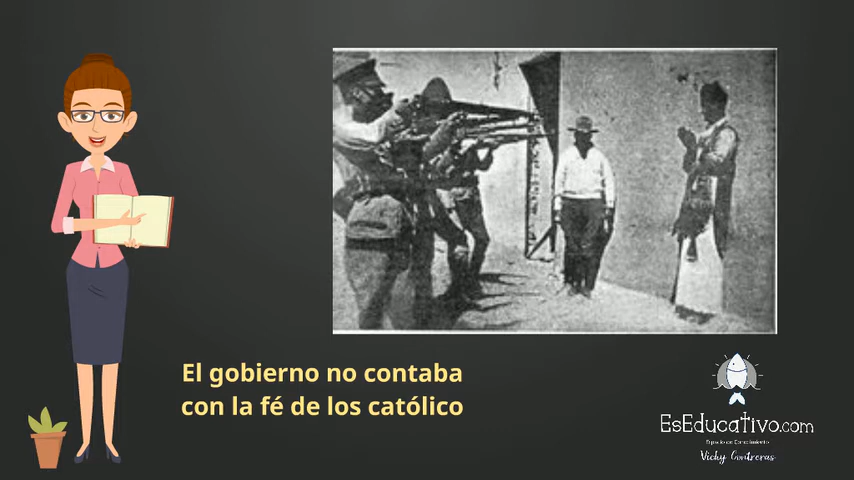 El gobierno no contaba
con la fé de los católico
EsEducativo.com
Vicky Contreras